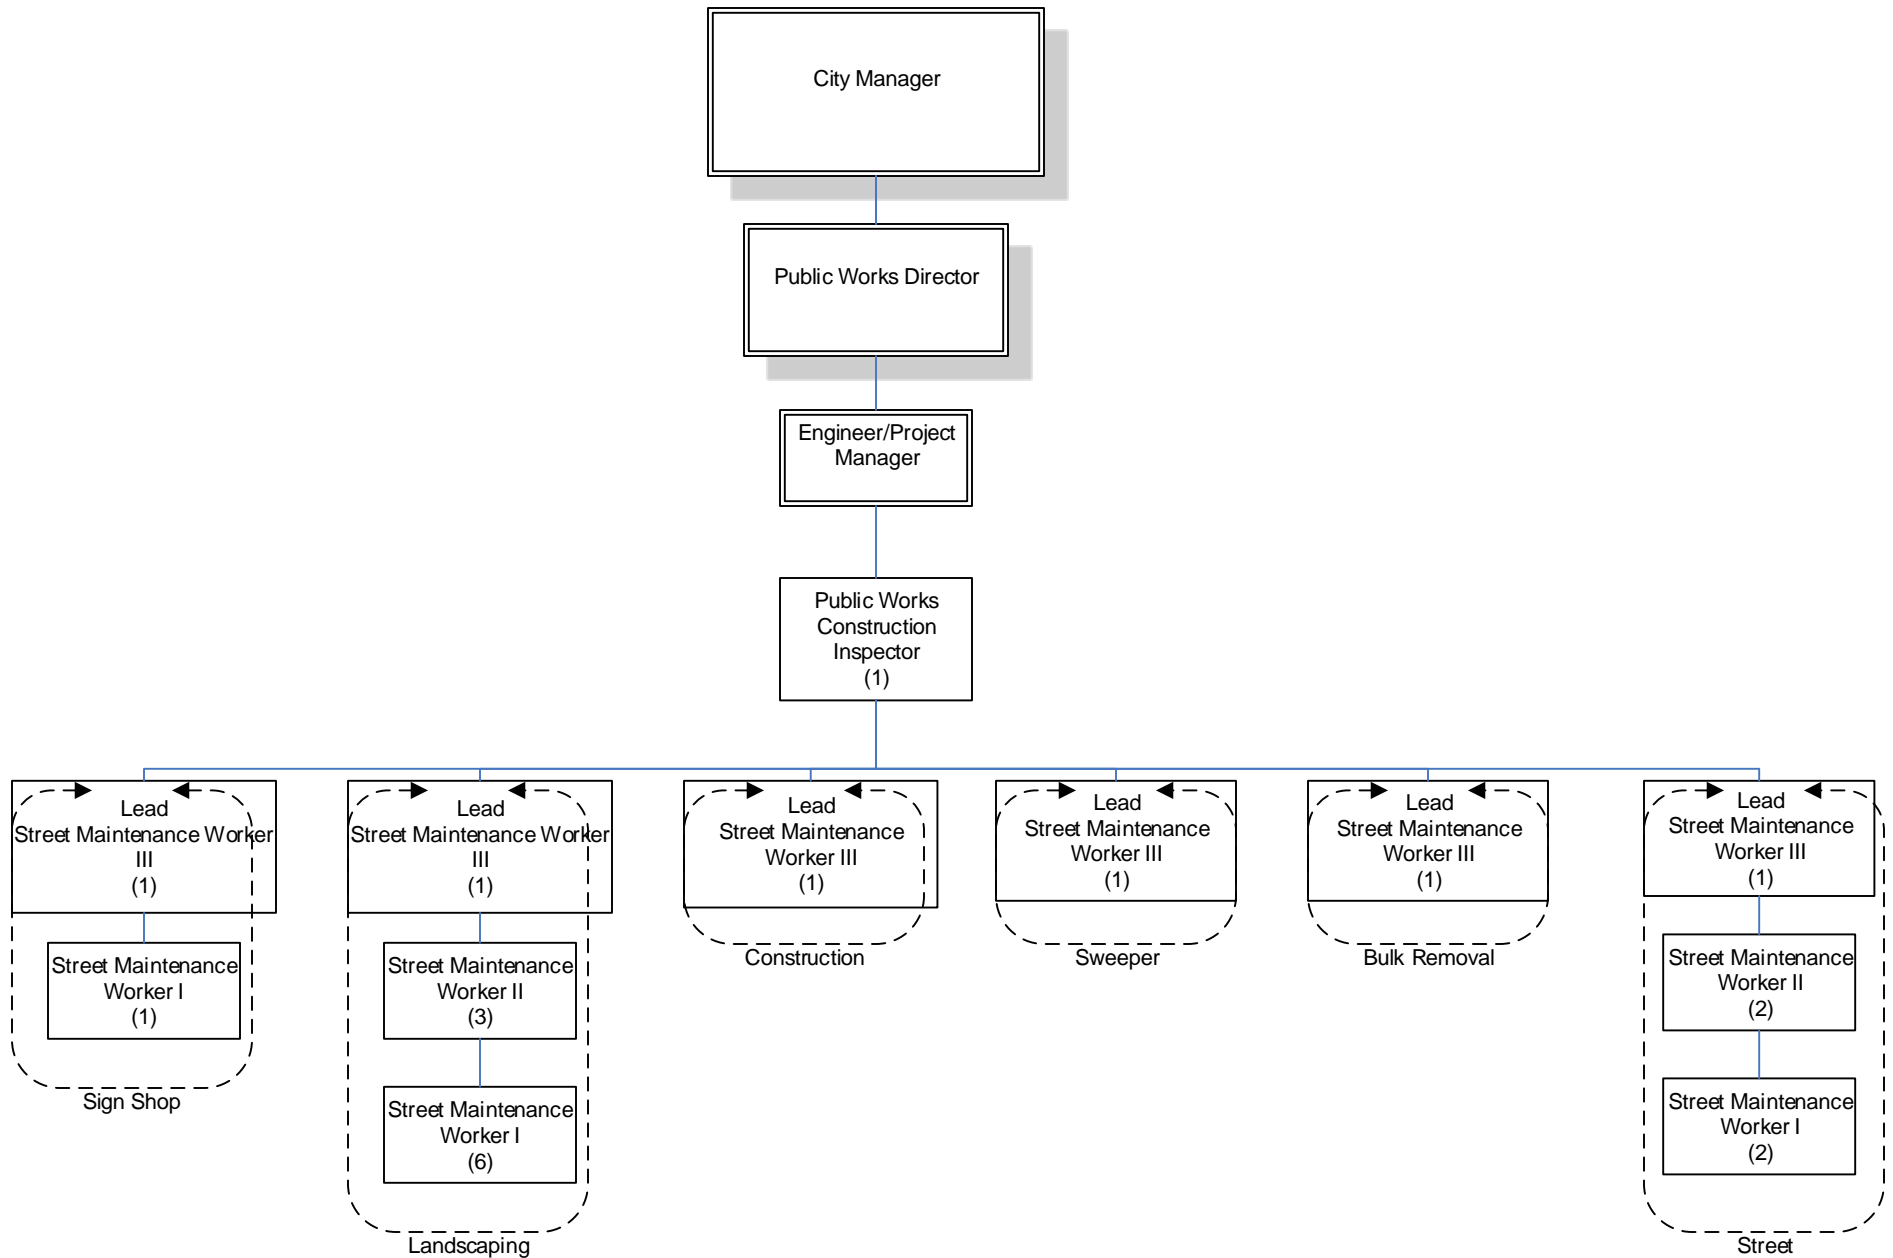 City Manager
Public Works Director
Engineer/Project
Manager
Public Works
Construction
Inspector
(1)
Lead
Street Maintenance Worker
III
(1)
Street Maintenance
Worker I
(1)
Sign Shop
Lead
Street Maintenance Worker
III
(1)
Street Maintenance
Worker II
(3)
Street Maintenance
Worker I
(6)
Landscaping
Lead
Street Maintenance
Worker III
(1)
Construction
Lead
Street Maintenance
Worker III
(1)
Sweeper
Lead
Street Maintenance
Worker III
(1)
Bulk Removal
Lead
Street Maintenance
Worker III
(1)
Street Maintenance
Worker II
(2)
Street Maintenance
Worker I
(2)
Street